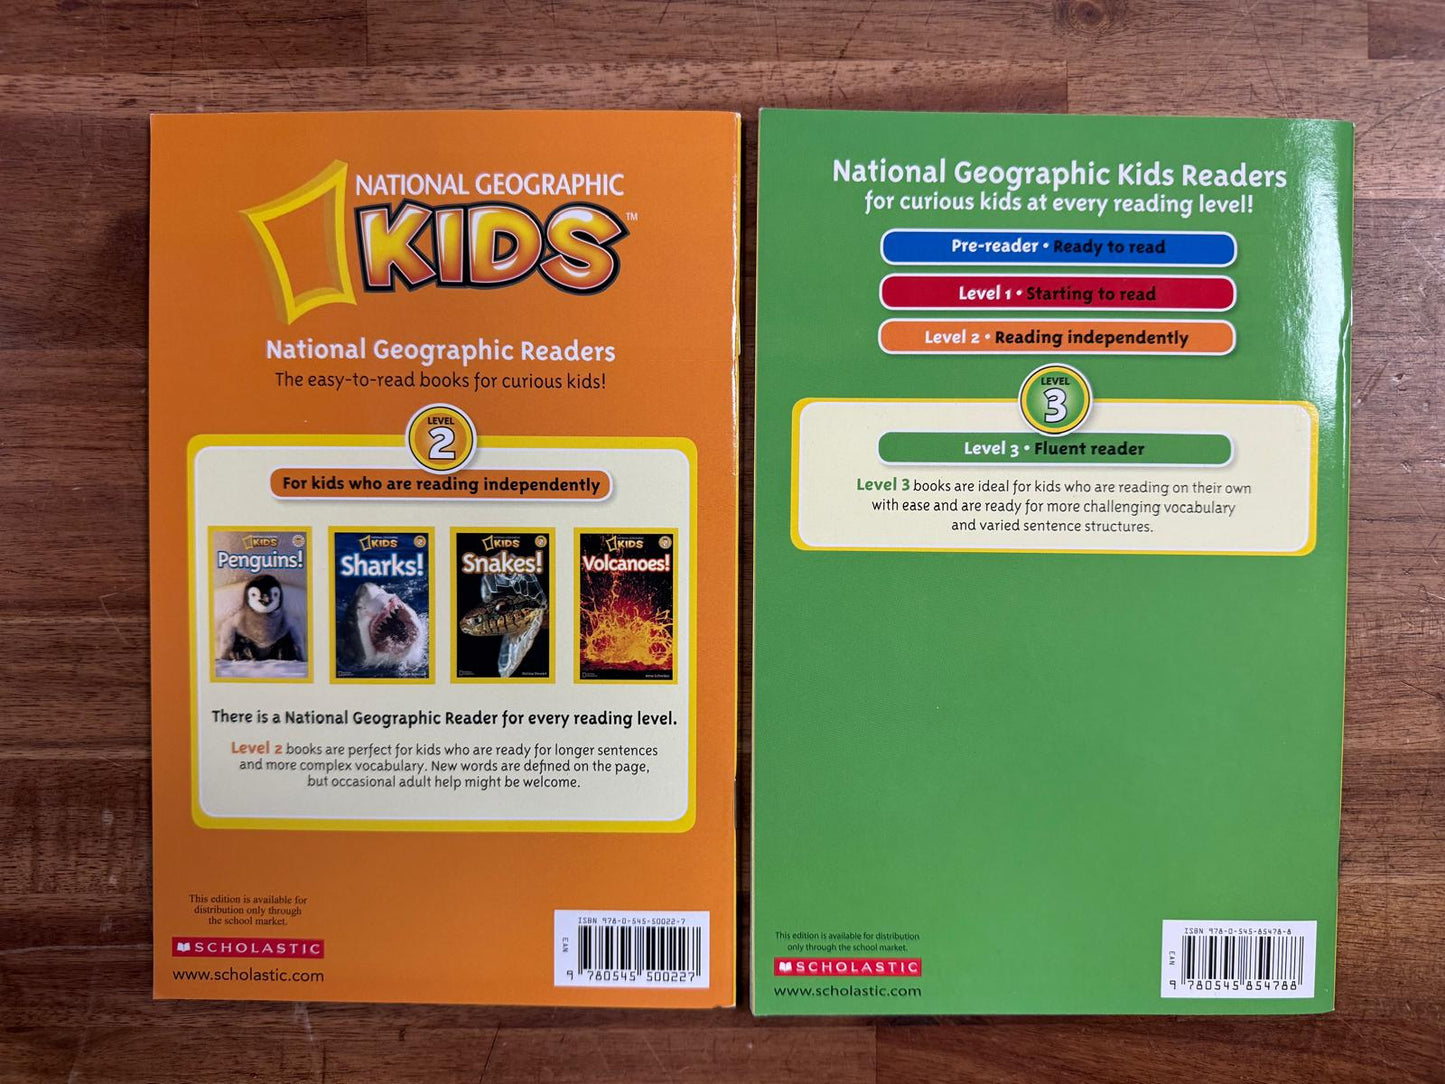 NATIONAL GEOGRAPHIC
KIDS™
National Geographic Readers
The easy-to-read books for curious kids!
LEVEL
2
For kids who are reading independently
KIDS
Penguins!
KIDS
2
Sharks!
KIDS
2
Snakes!
KIDS
2
Volcanoes!
There is a National Geographic Reader for every reading level.
Level 2 books are perfect for kids who are ready for longer sentences
and more complex vocabulary. New words are defined on the page,
but occasional adult help might be welcome.
This edition is available for
distribution only through
the school market.
SCHOLASTIC
www.scholastic.com
ISBN 978-0-545-50022-7
EAN
9 780545 500227
National Geographic Kids Readers
for curious kids at every reading level!
Pre-reader • Ready to read
Level 1 • Starting to read
Level 2 • Reading independently
LEVEL
3
Level 3 • Fluent reader
Level 3 books are ideal for kids who are reading on their own
with ease and are ready for more challenging vocabulary
and varied sentence structures.
This edition is available for distribution
only through the school market.
SCHOLASTIC
www.scholastic.com
ISBN 978-0-545-85478-8
EAN
9 780545 854788